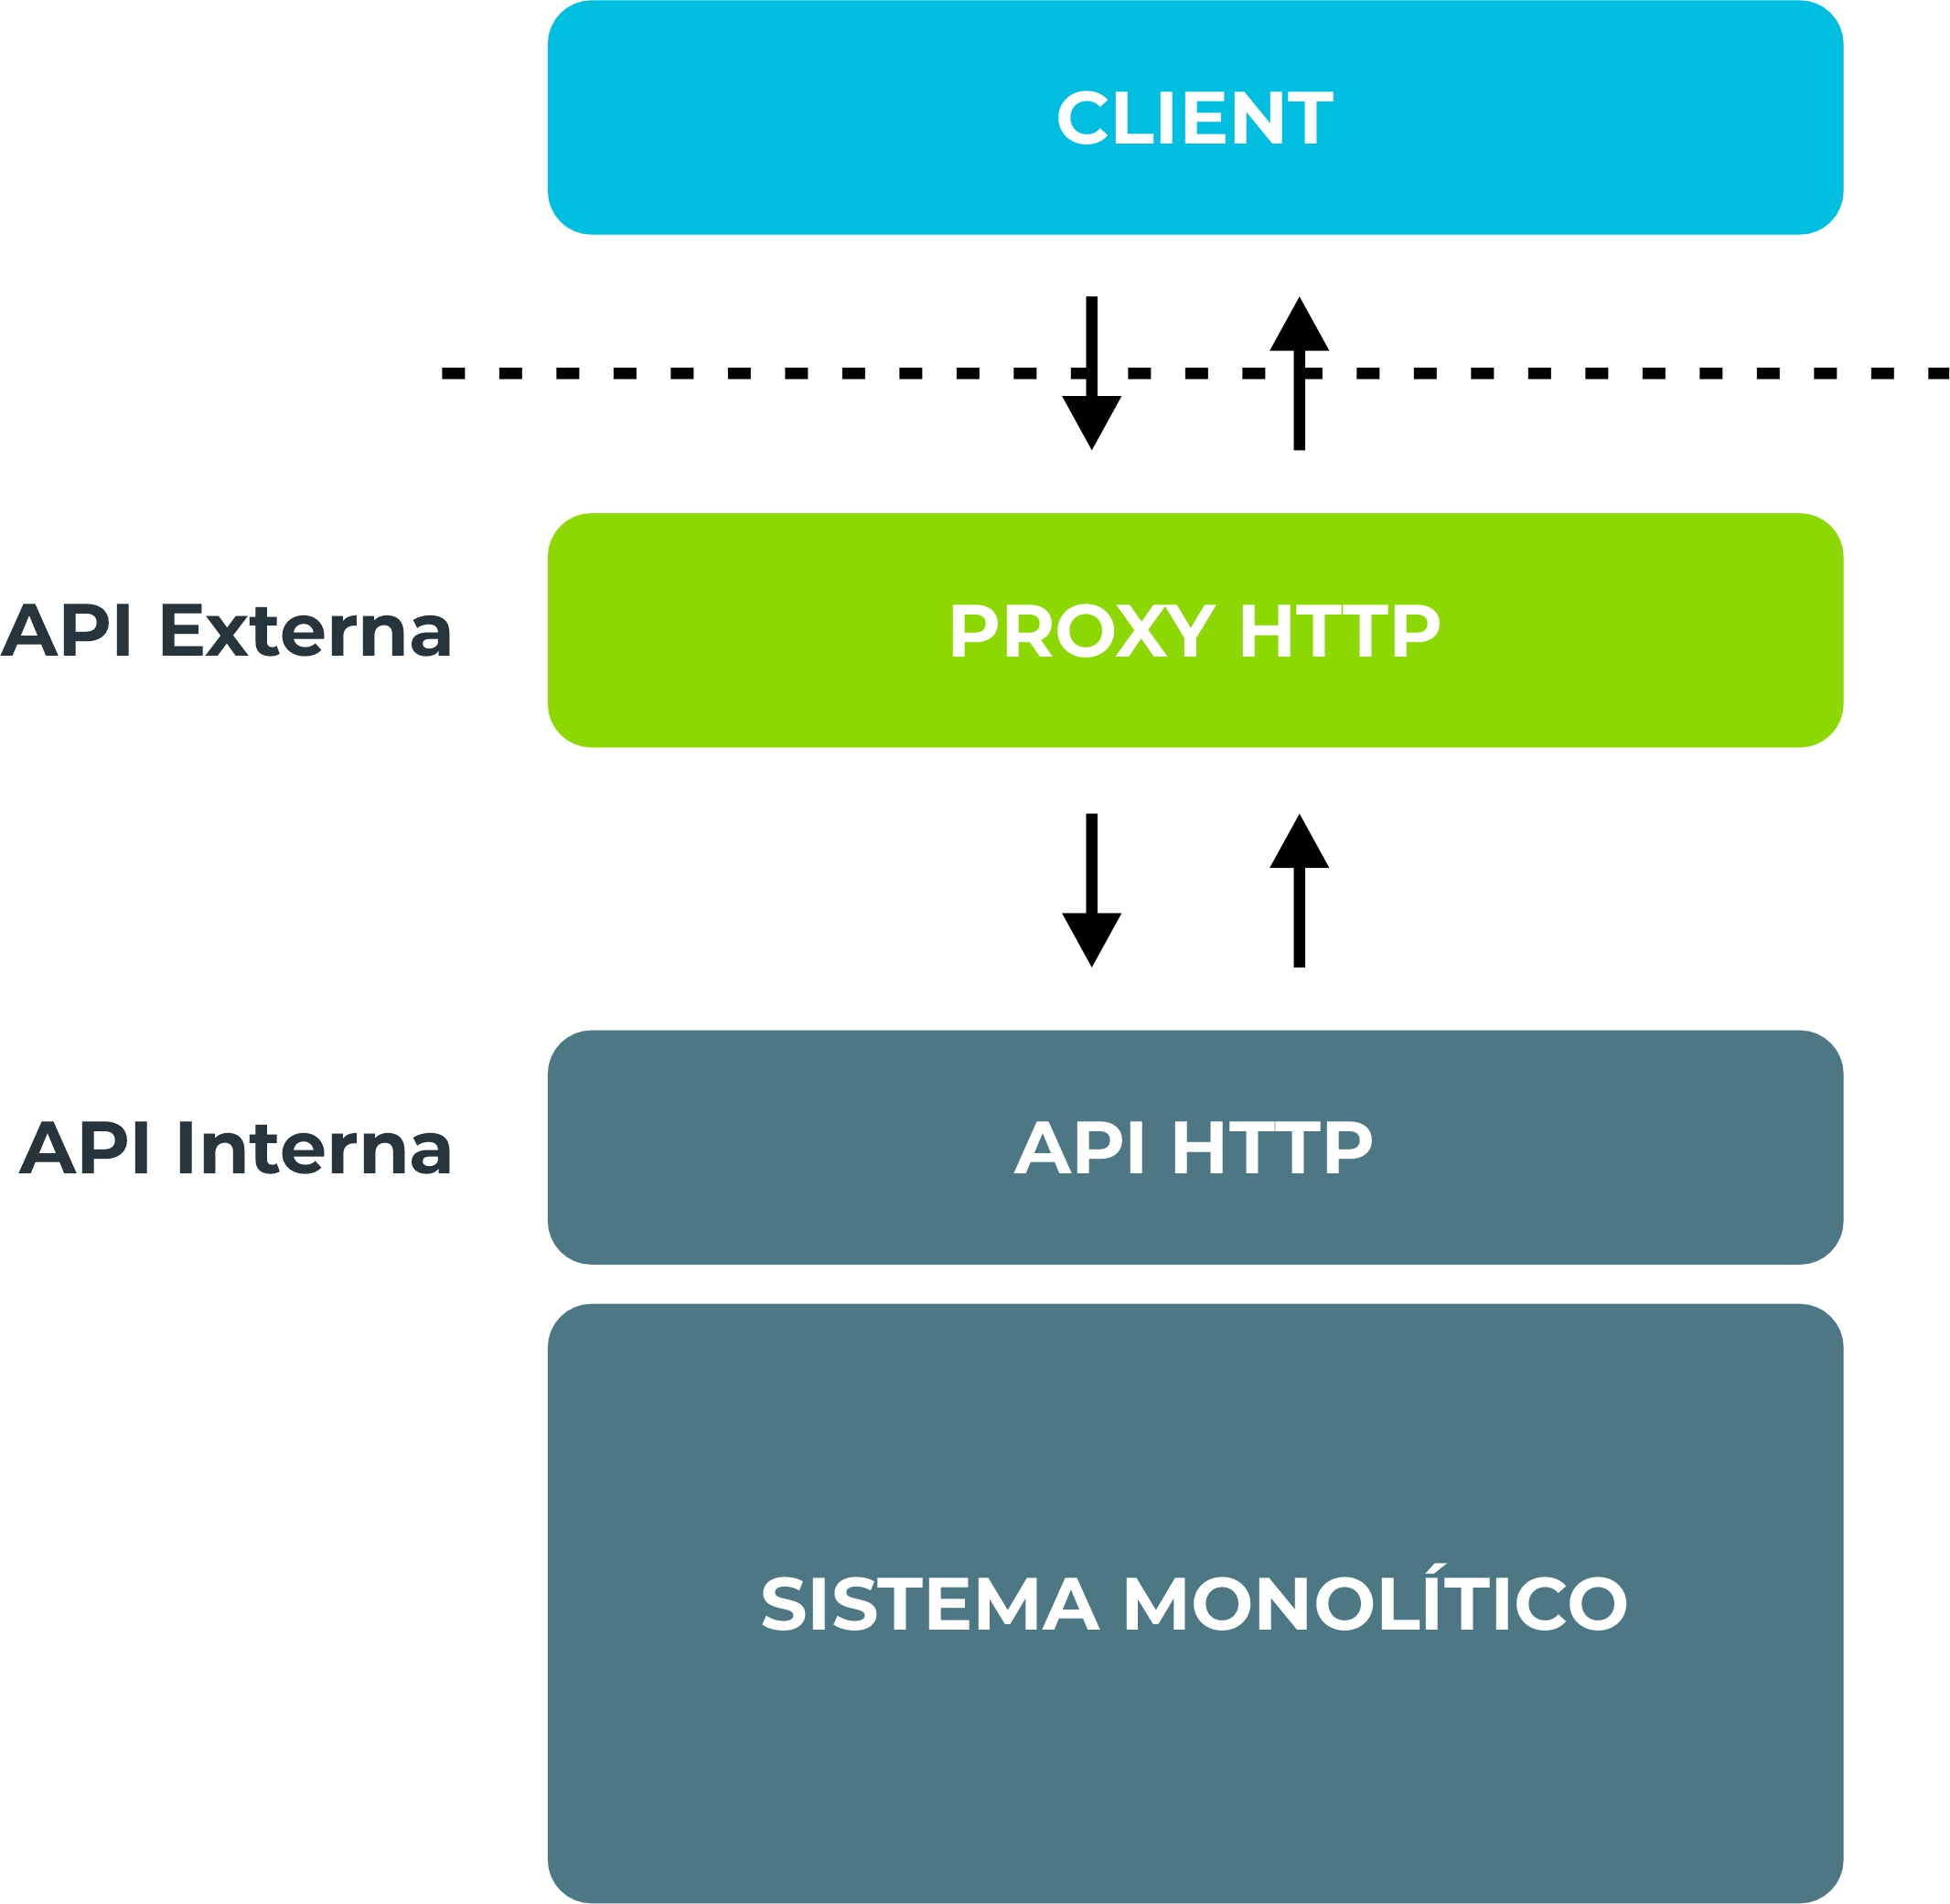 CLIENT
API Externa
PROXY HTTP
API Interna
API HTTP
SISTEMA MONOLÍTICO